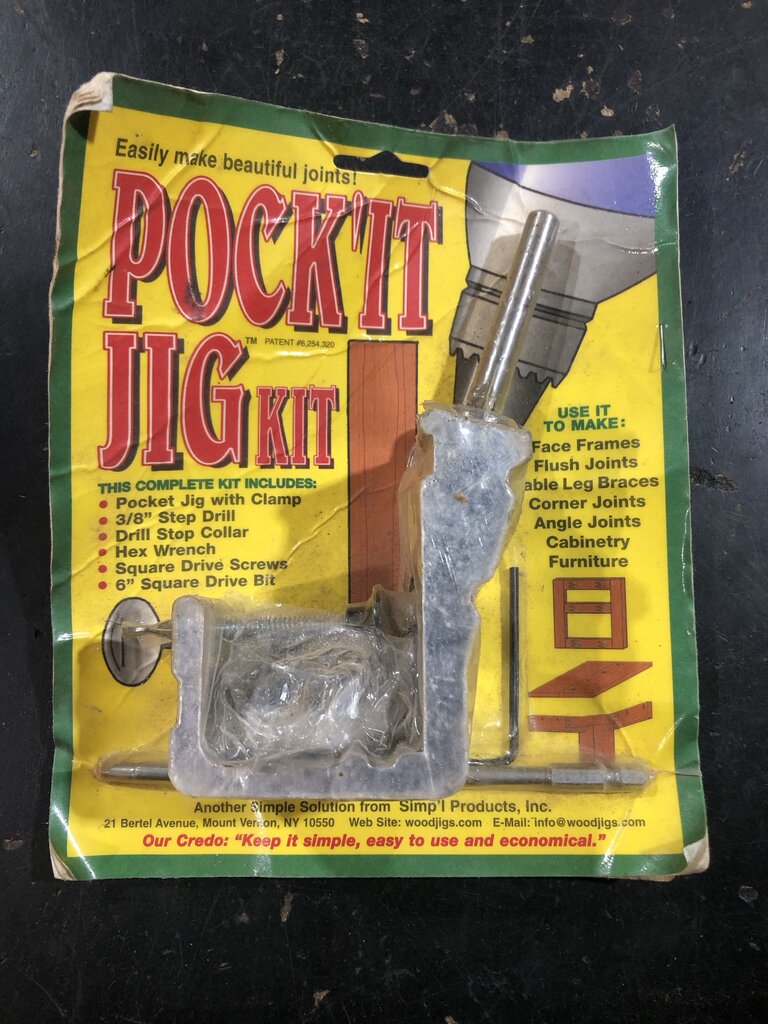 Easily make beautiful joints!
POCK'IT
JIG KIT
™ PATENT #6,254,320
THIS COMPLETE KIT INCLUDES:
• Pocket Jig with Clamp
• 3/8" Step Drill
• Drill Stop Collar
• Hex Wrench
• Square Drive Screws
• 6" Square Drive Bit
USE IT
TO MAKE:
Face Frames
Flush Joints
able Leg Braces
Corner Joints
Angle Joints
Cabinetry
Furniture
Another Simple Solution from Simp'l Products, Inc.
21 Bertel Avenue, Mount Vernon, NY 10550 Web Site: woodjigs.com E-Mail: info@woodjigs.com
Our Credo: "Keep it simple, easy to use and economical."